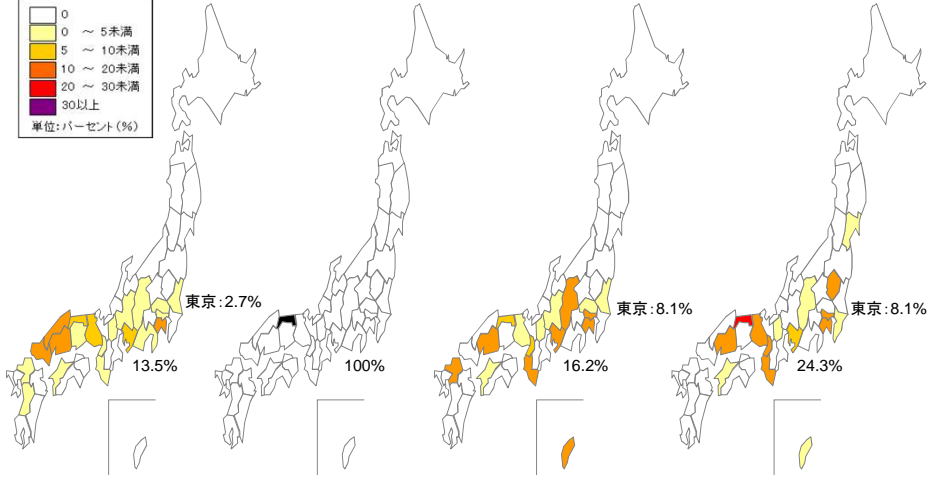 0
0 ～ 5未満
5 ～ 10未満
10 ～ 20未満
20 ～ 30未満
30以上
単位:パーセント(%)
東京:2.7%
13.5%
100%
東京:8.1%
16.2%
東京:8.1%
24.3%